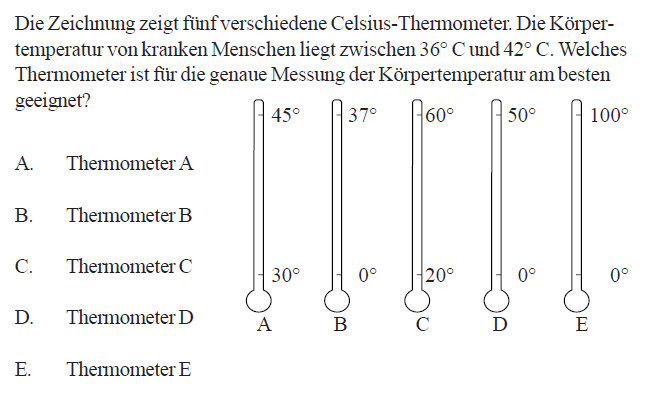 Die Zeichnung zeigt fünf verschiedene Celsius-Thermometer. Die Körper-
temperatur von kranken Menschen liegt zwischen 36° C und 42° C. Welches
Thermometer ist für die genaue Messung der Körpertemperatur am besten
geeignet?
45° 37° 60° 50° 100°
A. Thermometer A
B. Thermometer B
C. Thermometer C
30° 0° 20° 0° 0°
D. Thermometer D
A B C D E
E. Thermometer E